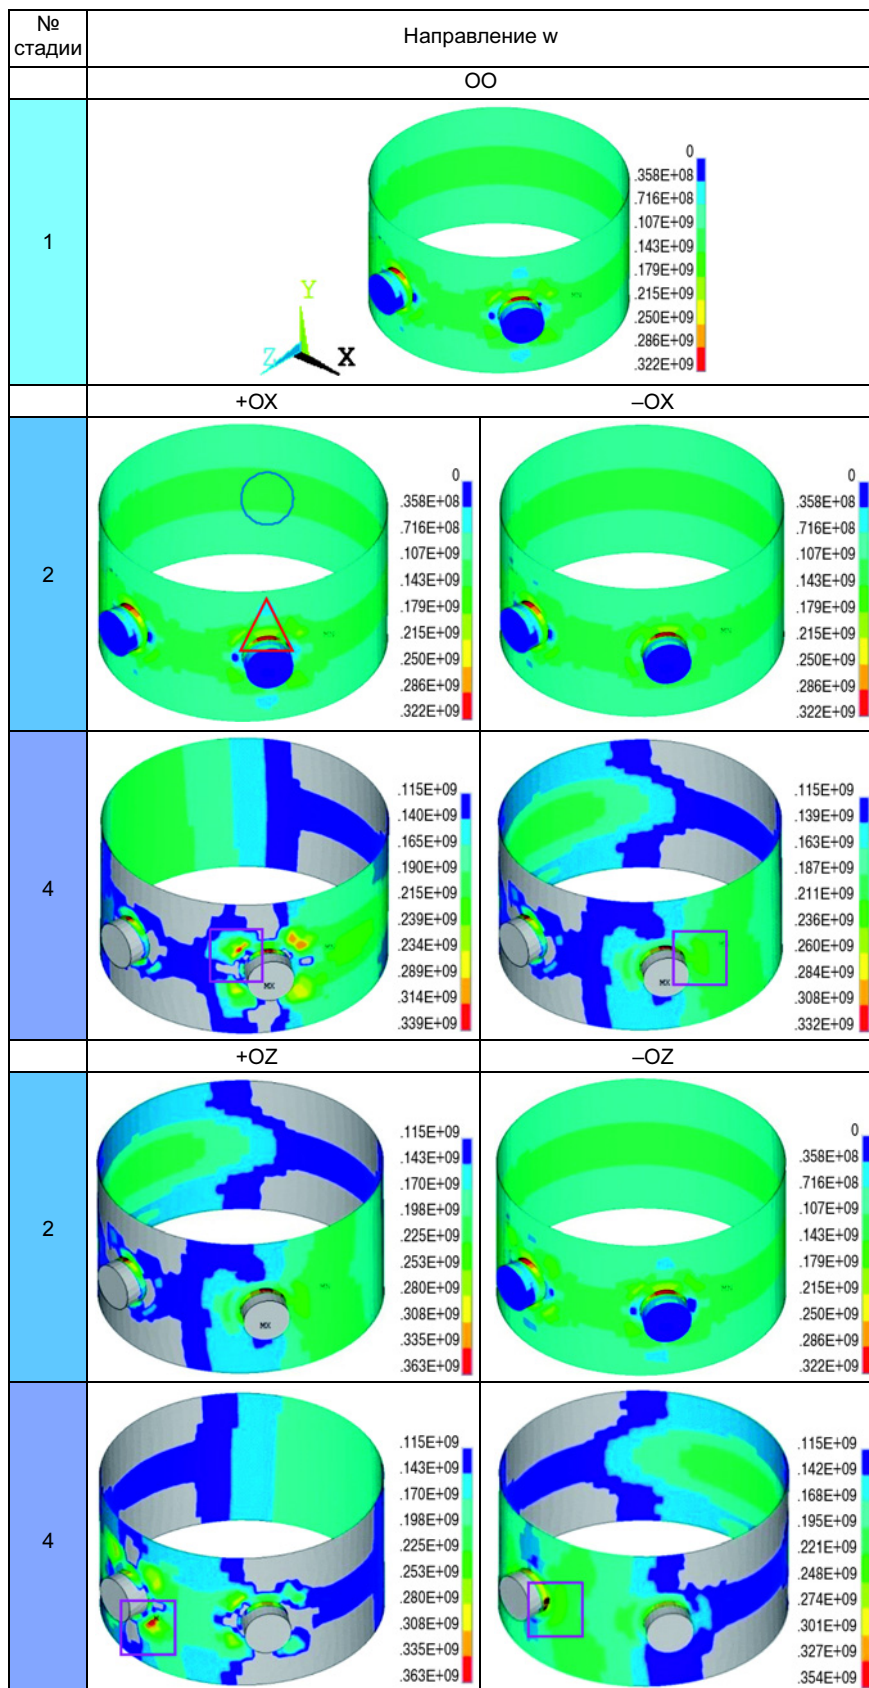 №
стадии
Направление w
OO
1
0
.358E+08
.716E+08
.107E+09
.143E+09
.179E+09
.215E+09
.250E+09
.286E+09
.322E+09
Y
Z
X
+OX
–OX
2
0
.358E+08
.716E+08
.107E+09
.143E+09
.179E+09
.215E+09
.250E+09
.286E+09
.322E+09
0
.358E+08
.716E+08
.107E+09
.143E+09
.179E+09
.215E+09
.250E+09
.286E+09
.322E+09
4
.115E+09
.140E+09
.165E+09
.190E+09
.215E+09
.239E+09
.234E+09
.289E+09
.314E+09
.339E+09
MX
.115E+09
.139E+09
.163E+09
.187E+09
.211E+09
.236E+09
.260E+09
.284E+09
.308E+09
.332E+09
MX
+OZ
–OZ
2
.115E+09
.143E+09
.170E+09
.198E+09
.225E+09
.253E+09
.280E+09
.308E+09
.335E+09
.363E+09
MX
0
.358E+08
.716E+08
.107E+09
.143E+09
.179E+09
.215E+09
.250E+09
.286E+09
.322E+09
4
.115E+09
.143E+09
.170E+09
.198E+09
.225E+09
.253E+09
.280E+09
.308E+09
.335E+09
.363E+09
.115E+09
.142E+09
.168E+09
.195E+09
.221E+09
.248E+09
.274E+09
.301E+09
.327E+09
.354E+09